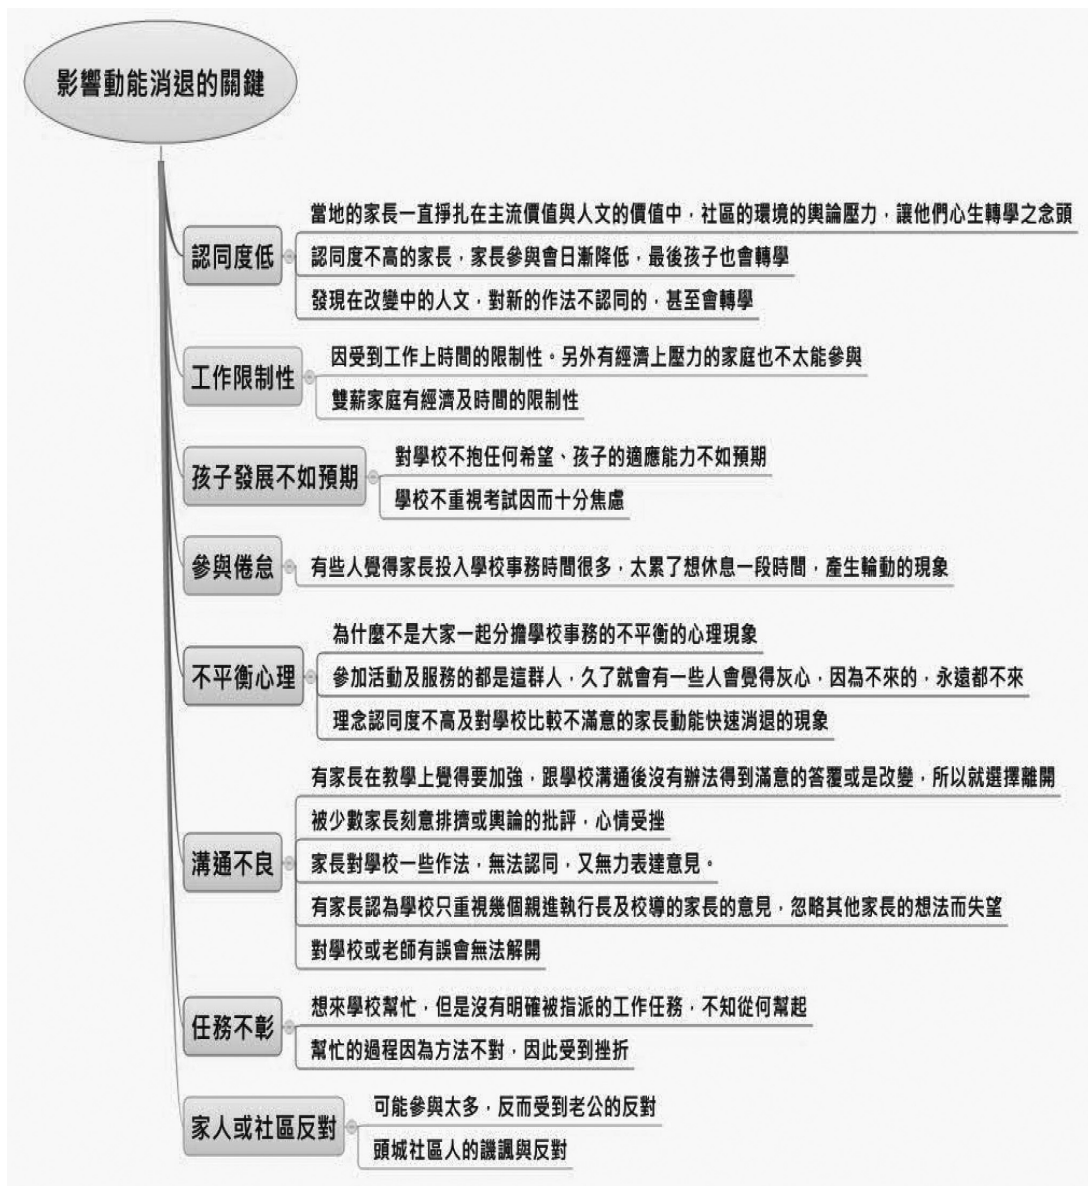 影響動能消退的關鍵
認同度低
當地的家長一直掙扎在主流價值與人文的價值中，社區的環境的輿論壓力，讓他們心生轉學之念頭
認同度不高的家長，家長參與會日漸降低，最後孩子也會轉學
發現在改變中的人文，對新的作法不認同的，甚至會轉學
工作限制性
因受到工作上時間的限制性。另外有經濟上壓力的家庭也不太能參與
雙薪家庭有經濟及時間的限制性
孩子發展不如預期
對學校不抱任何希望、孩子的適應能力不如預期
學校不重視考試因而十分焦慮
參與倦怠
有些人覺得家長投入學校事務時間很多，太累了想休息一段時間，產生輪動的現象
不平衡心理
為什麼不是大家一起分擔學校事務的不平衡的心理現象
參加活動及服務的都是這群人，久了就會有一些人會覺得灰心，因為不來的，永遠都不來
理念認同度不高及對學校比較不滿意的家長動能快速消退的現象
溝通不良
有家長在教學上覺得要加強，跟學校溝通後沒有辦法得到滿意的答覆或是改變，所以就選擇離開
被少數家長刻意排擠或輿論的批評，心情受挫
家長對學校一些作法，無法認同，又無力表達意見。
有家長認為學校只重視幾個親進執行長及校導的家長的意見，忽略其他家長的想法而失望
對學校或老師有誤會無法解開
任務不彰
想來學校幫忙，但是沒有明確被指派的工作任務，不知從何幫起
幫忙的過程因為方法不對，因此受到挫折
家人或社區反對
可能參與太多，反而受到老公的反對
頭城社區人的譏諷與反對